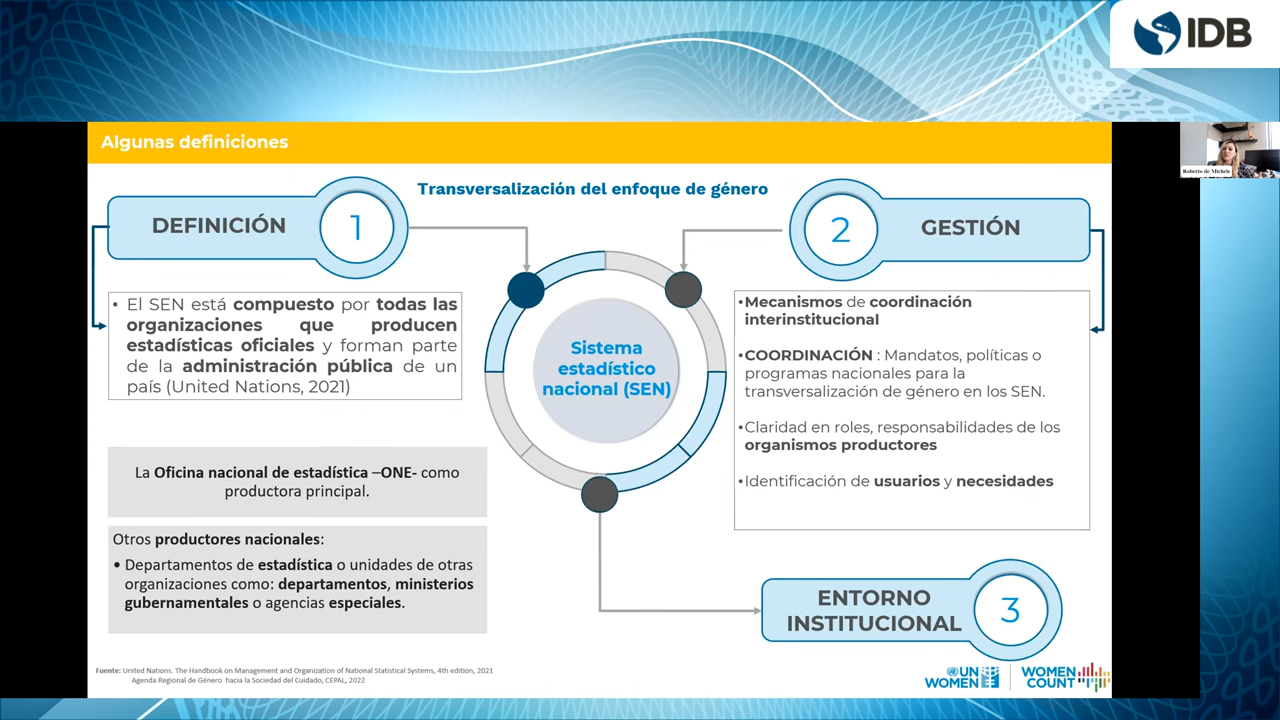 IDB
Algunas definiciones
Transversalización del enfoque de género
DEFINICIÓN
1
2
GESTIÓN
• El SEN está compuesto por todas las
organizaciones que producen
estadísticas oficiales y forman parte
de la administración pública de un
país (United Nations, 2021)
Sistema
estadístico
nacional (SEN)
•Mecanismos de coordinación
interinstitucional
•COORDINACIÓN : Mandatos, políticas o
programas nacionales para la
transversalización de género en los SEN.
•Claridad en roles, responsabilidades de los
organismos productores
•Identificación de usuarios y necesidades
La Oficina nacional de estadística –ONE- como
productora principal.
Otros productores nacionales:
• Departamentos de estadística o unidades de otras
organizaciones como: departamentos, ministerios
gubernamentales o agencias especiales.
ENTORNO
INSTITUCIONAL
3
Fuente: United Nations. The Handbook on Management and Organization of National Statistical Systems, 4th edition, 2021
Agenda Regional de Género hacia la Sociedad del Cuidado, CEPAL, 2022
UN
WOMEN
WOMEN
COUNT
Roberto de Michele